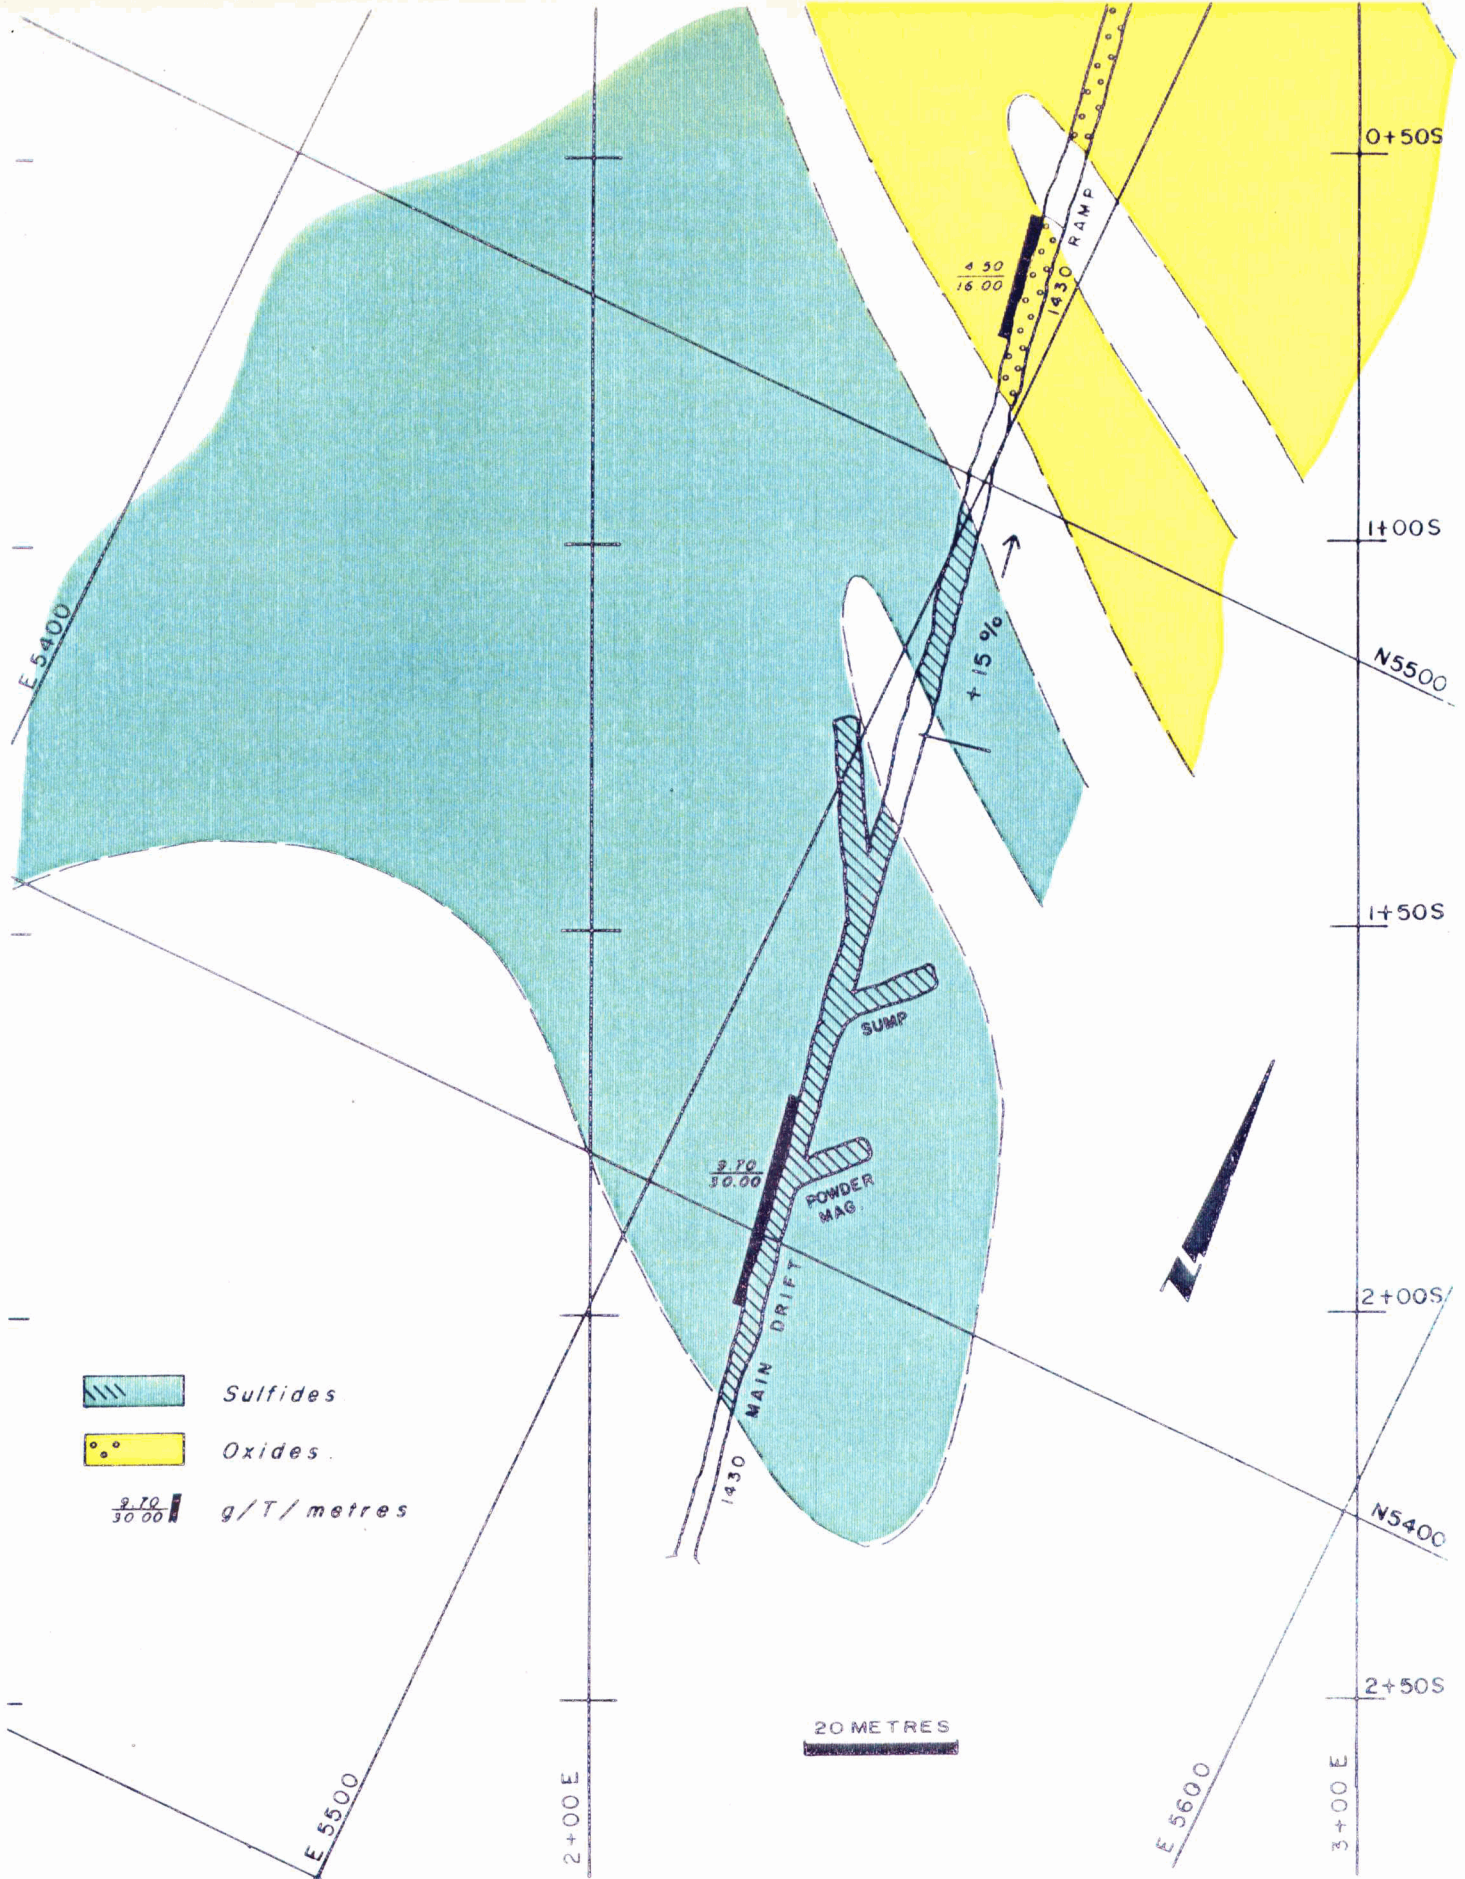 0+50S
1430 RAMP
4.50
16.00
1+00S
E 5400
+ 15 %
N5500
1+50S
SUMP
9.70
30.00
POWDER
MAG.
1430 MAIN DRIFT
2+00S
Sulfides
Oxides.
9.70
30.00
g/T/metres
N5400
2+50S
20 METRES
E 5500
2+00 E
E 5600
3+00 E